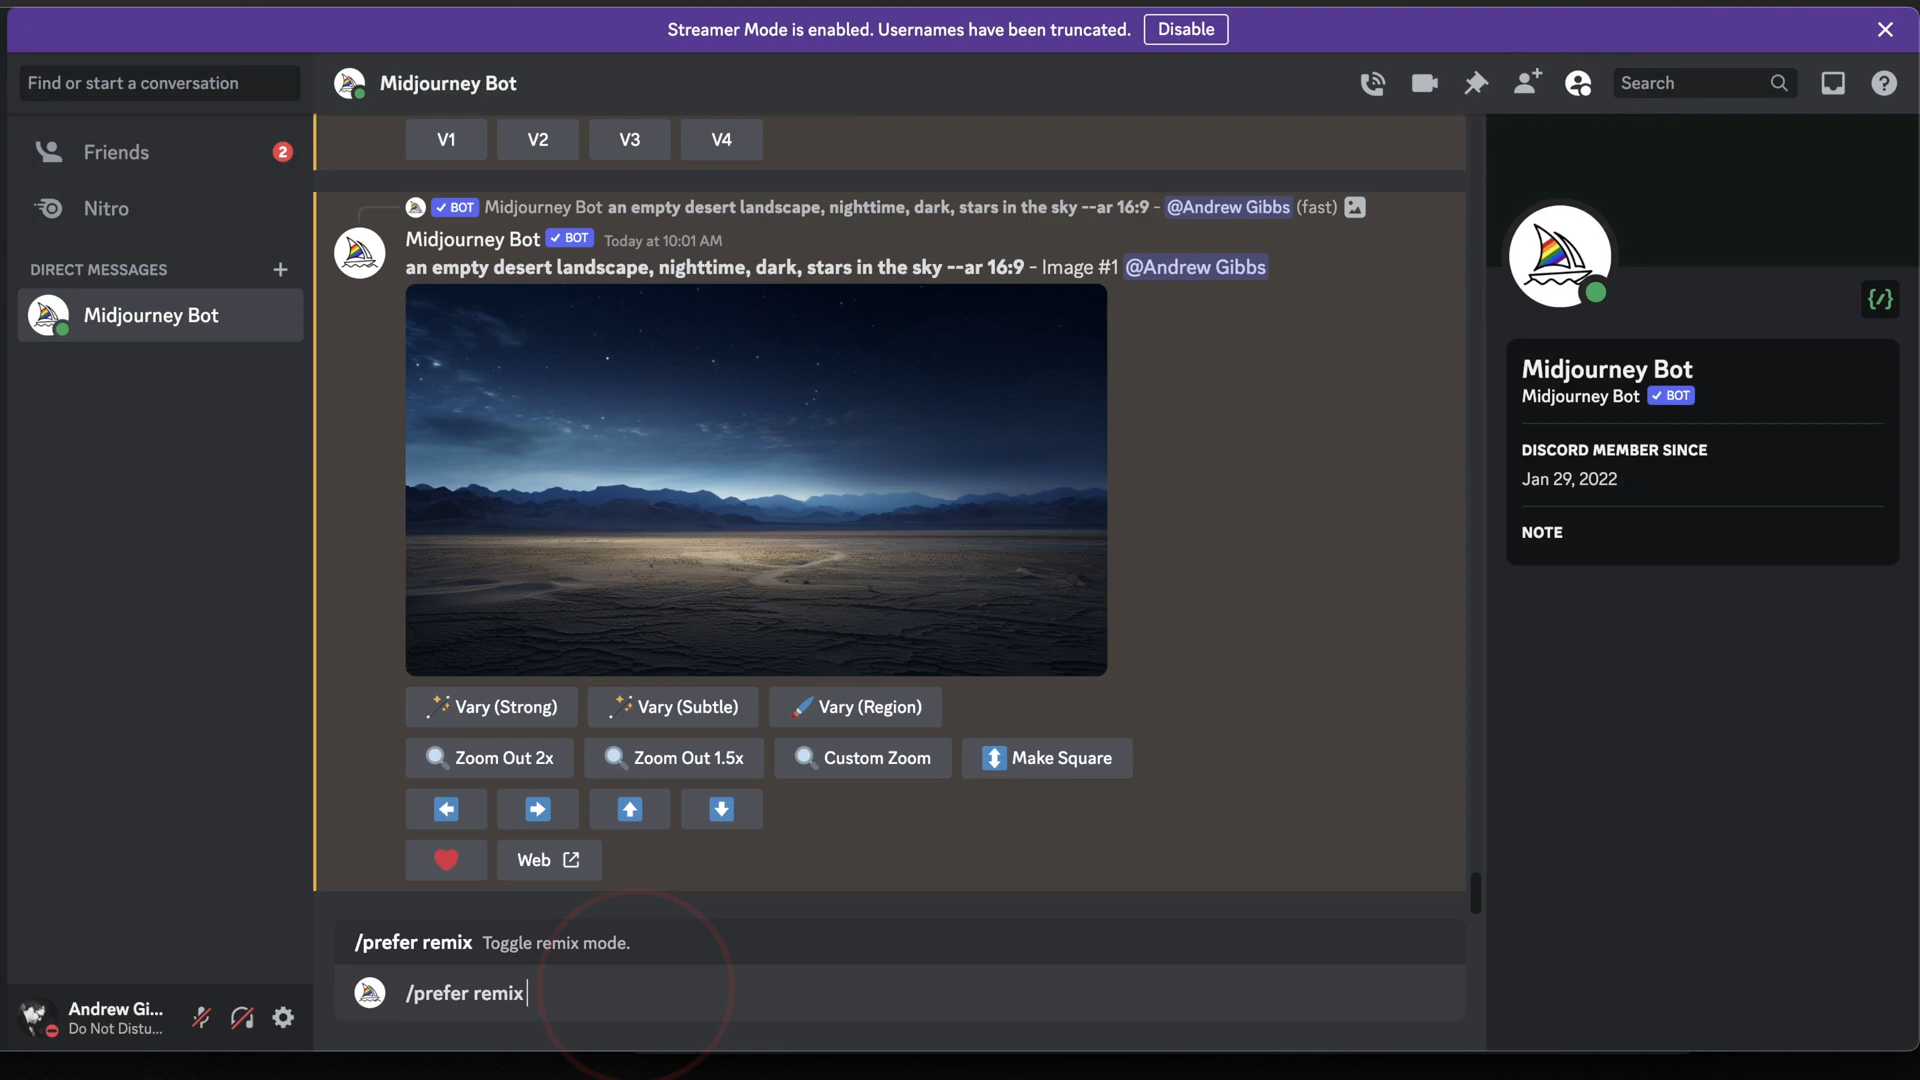 Streamer Mode is enabled. Usernames have been truncated. Disable
Find or start a conversation
Midjourney Bot
Search
Friends
2
Nitro
DIRECT MESSAGES
Midjourney Bot
V1 V2 V3 V4
BOT Midjourney Bot an empty desert landscape, nighttime, dark, stars in the sky --ar 16:9 - @Andrew Gibbs (fast)
Midjourney Bot BOT Today at 10:01 AM
an empty desert landscape, nighttime, dark, stars in the sky --ar 16:9 - Image #1 @Andrew Gibbs
Vary (Strong) Vary (Subtle) Vary (Region)
Zoom Out 2x Zoom Out 1.5x Custom Zoom Make Square
Web
/prefer remix Toggle remix mode.
/prefer remix
Andrew Gi...
Do Not Distu...
Midjourney Bot
Midjourney Bot BOT
DISCORD MEMBER SINCE
Jan 29, 2022
NOTE